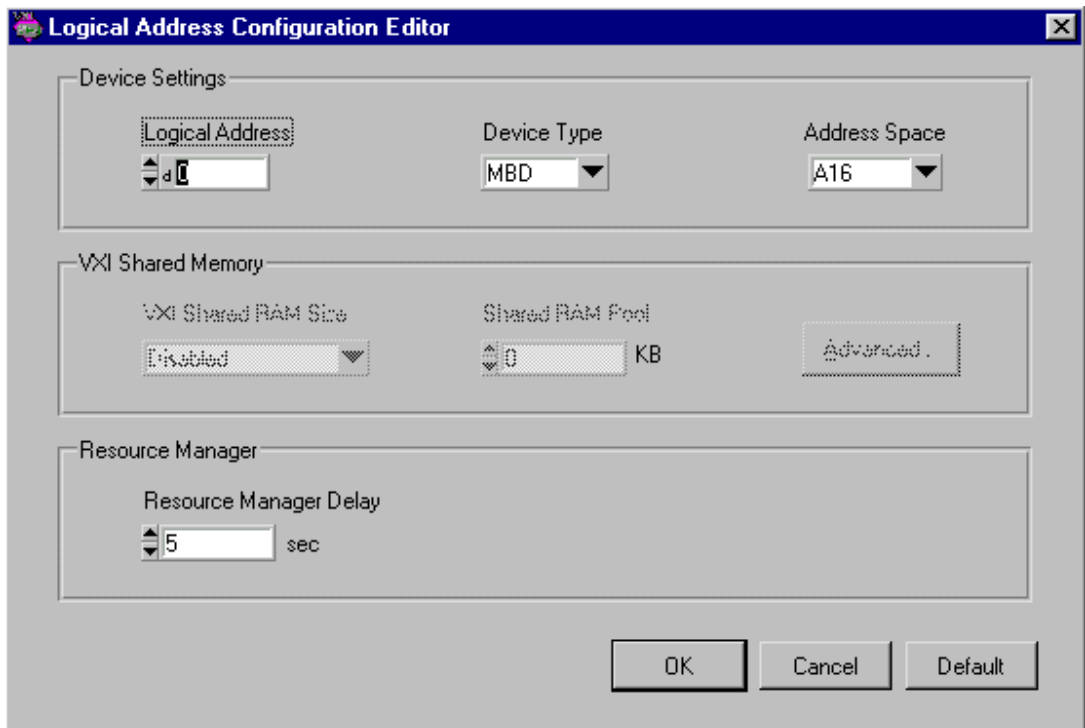 Logical Address Configuration Editor
Device Settings
Logical Address Device Type Address Space
d 0 MBD A16
VXI Shared Memory
VXI Shared RAM Size Shared RAM Pool
Disabled 0 KB Advanced .
Resource Manager
Resource Manager Delay
5 sec
OK Cancel Default